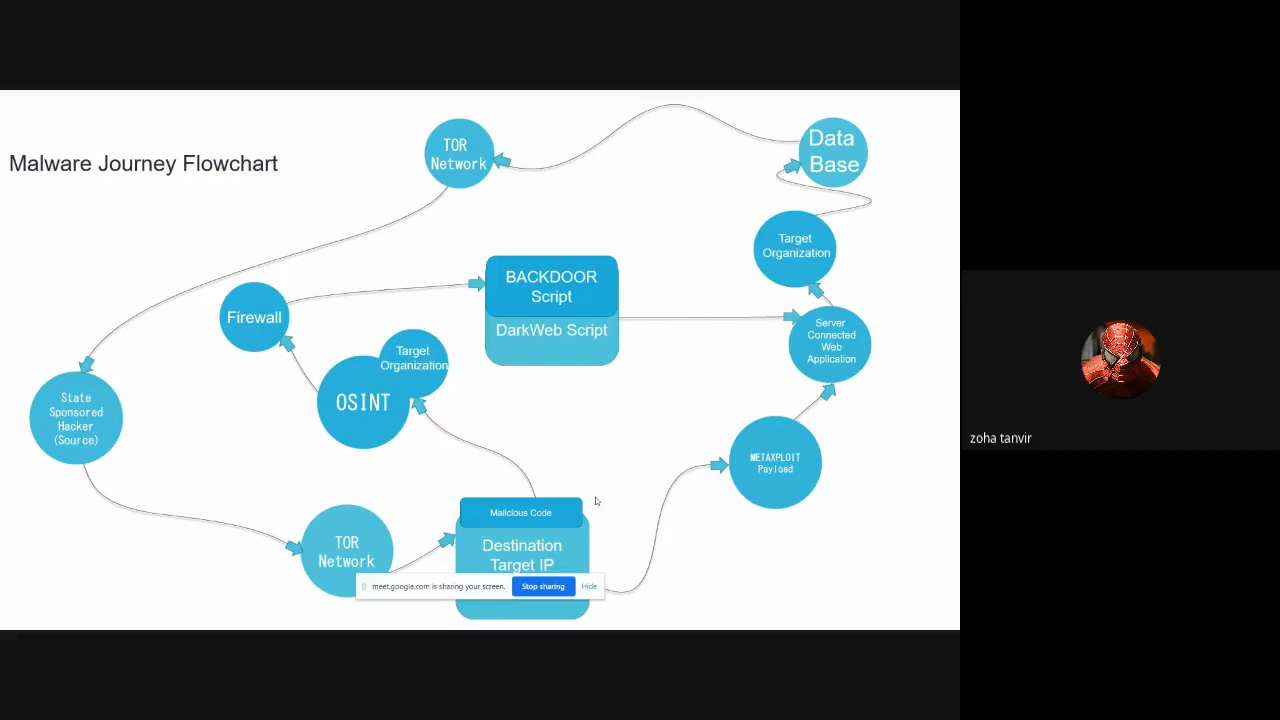 Malware Journey Flowchart
TOR
Network
Data
Base
Target
Organization
BACKDOOR
Script
DarkWeb Script
Firewall
Server
Connected
Web
Application
Target
Organization
OSINT
State
Sponsored
Hacker
(Source)
METAXPLOIT
Payload
Malicious Code
TOR
Network
Destination
Target IP
meet.google.com is sharing your screen.
Stop sharing
Hide
zoha tanvir